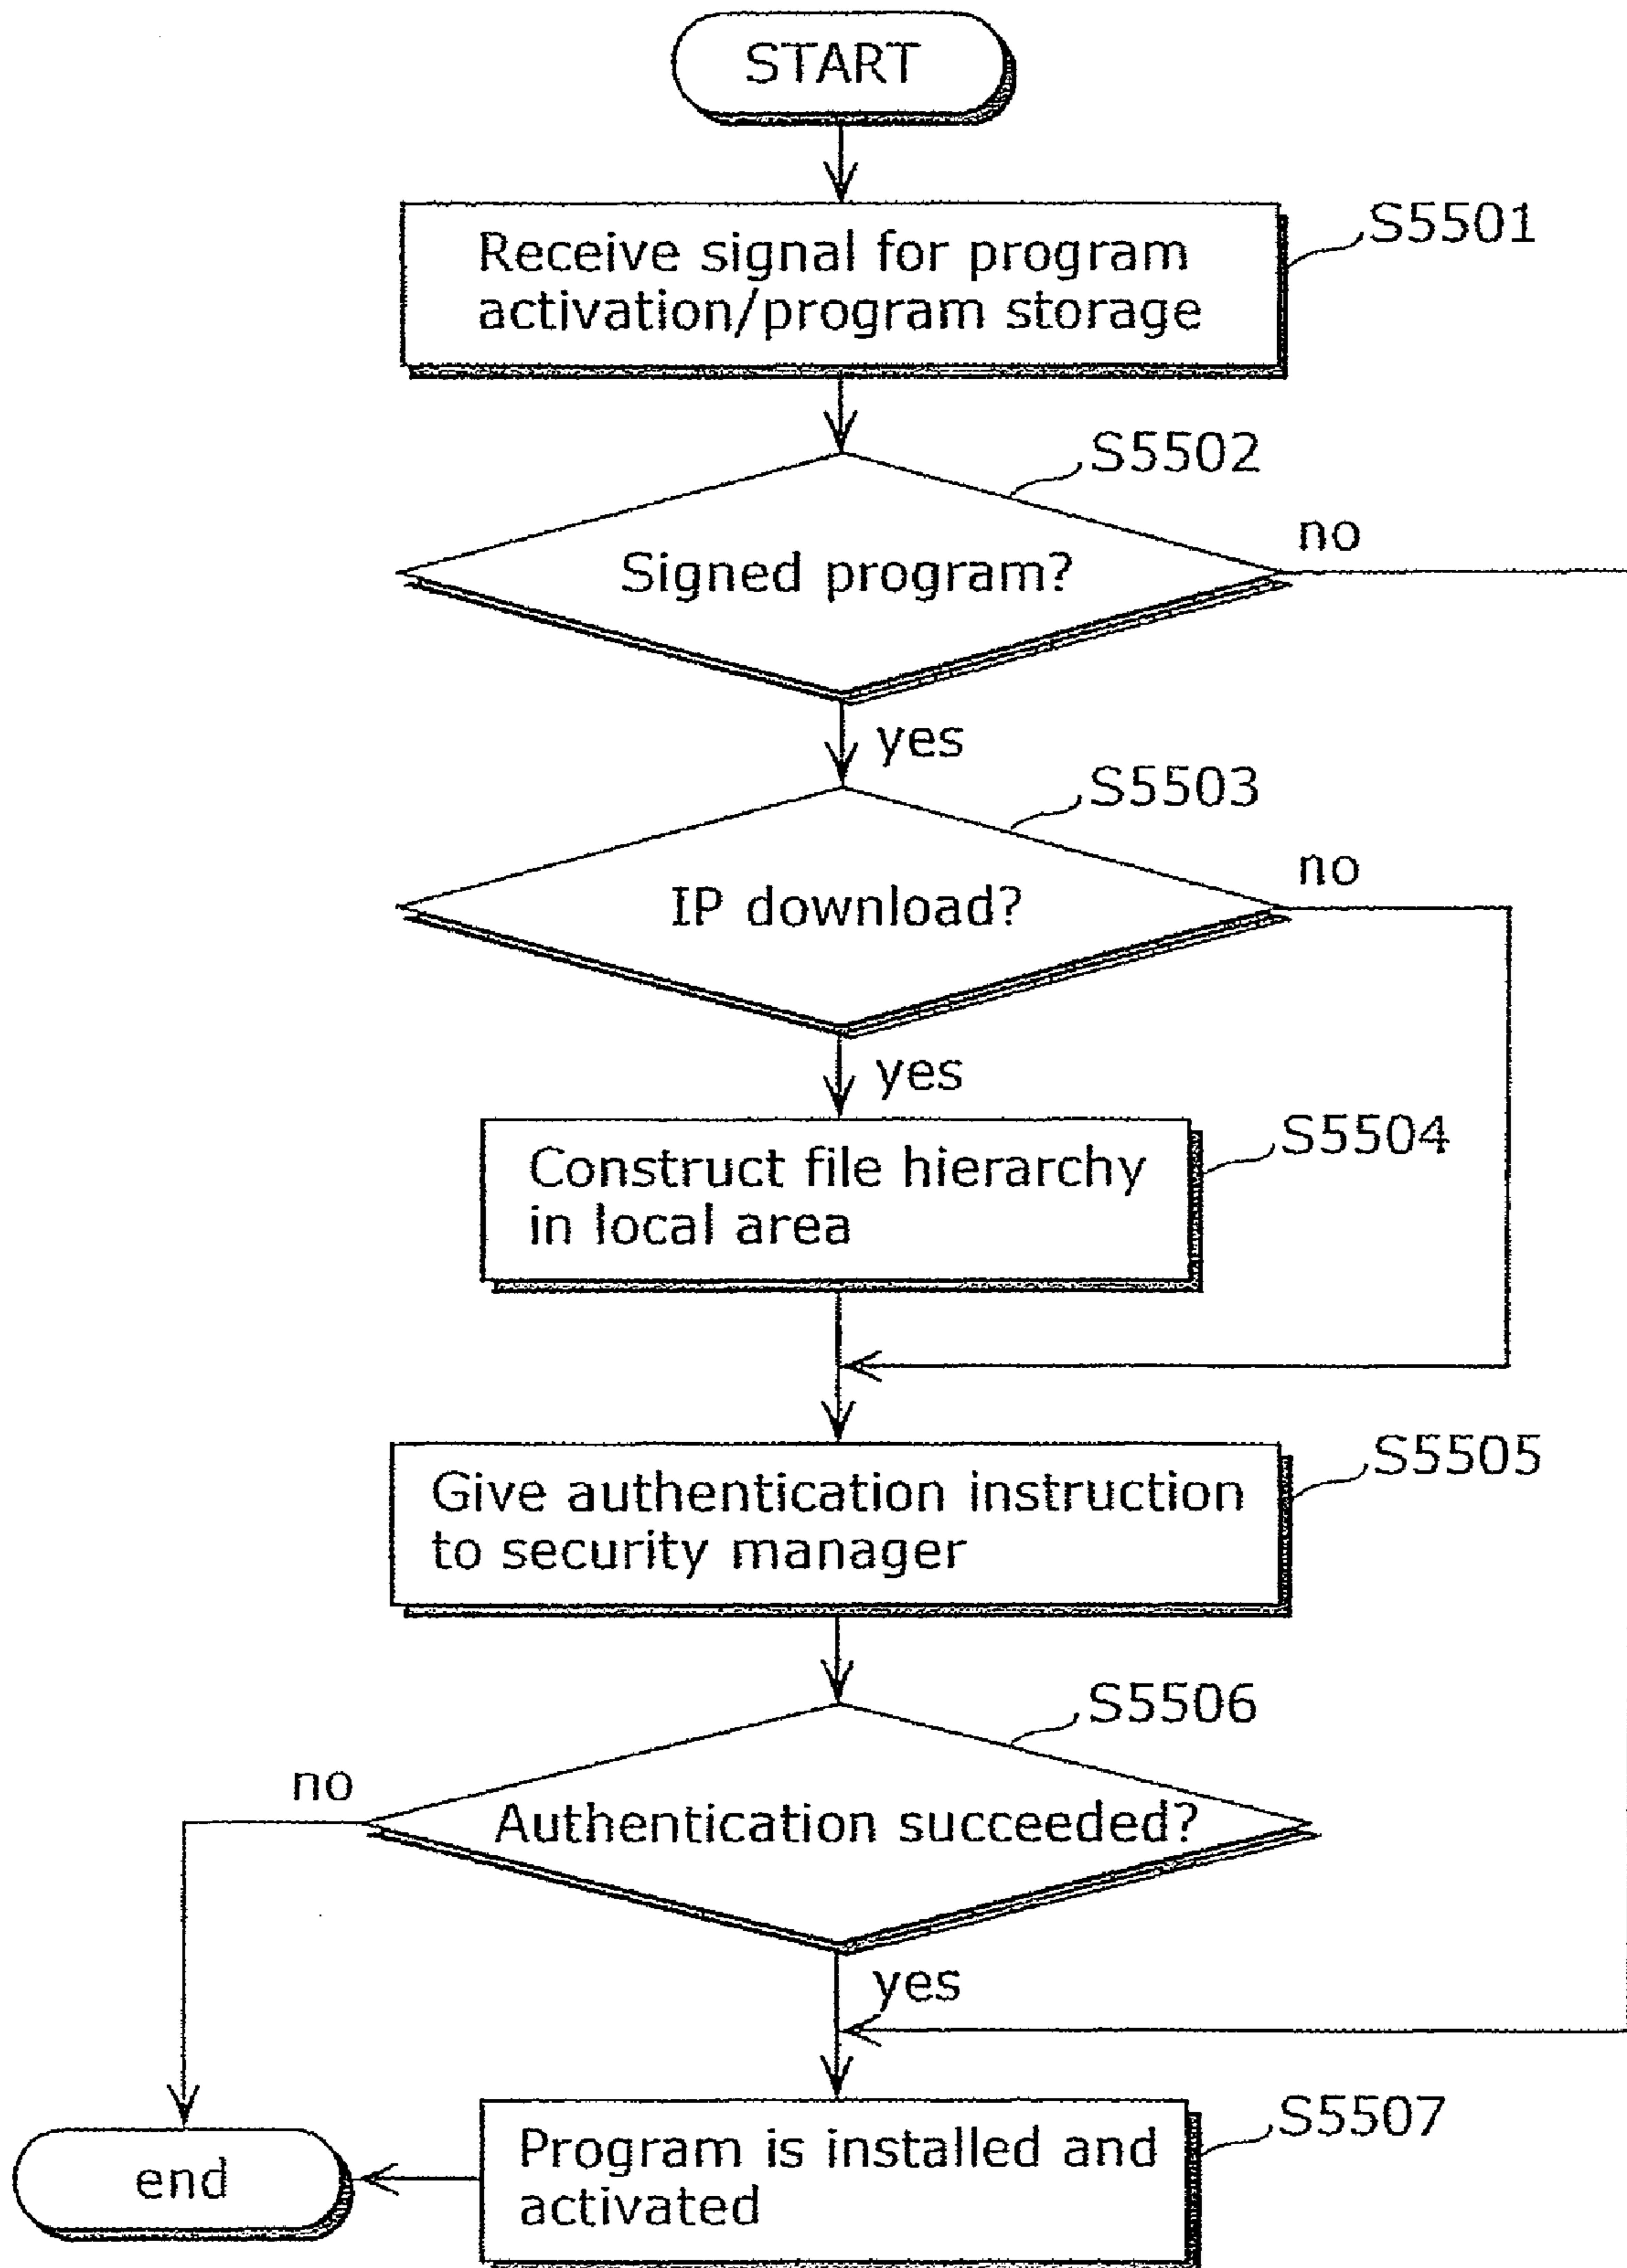 START
Receive signal for program
activation/program storage
S5501
S5502
Signed program?
no
yes
S5503
IP download?
no
yes
S5504
Construct file hierarchy
in local area
S5505
Give authentication instruction
to security manager
S5506
no
Authentication succeeded?
yes
S5507
Program is installed and
activated
end